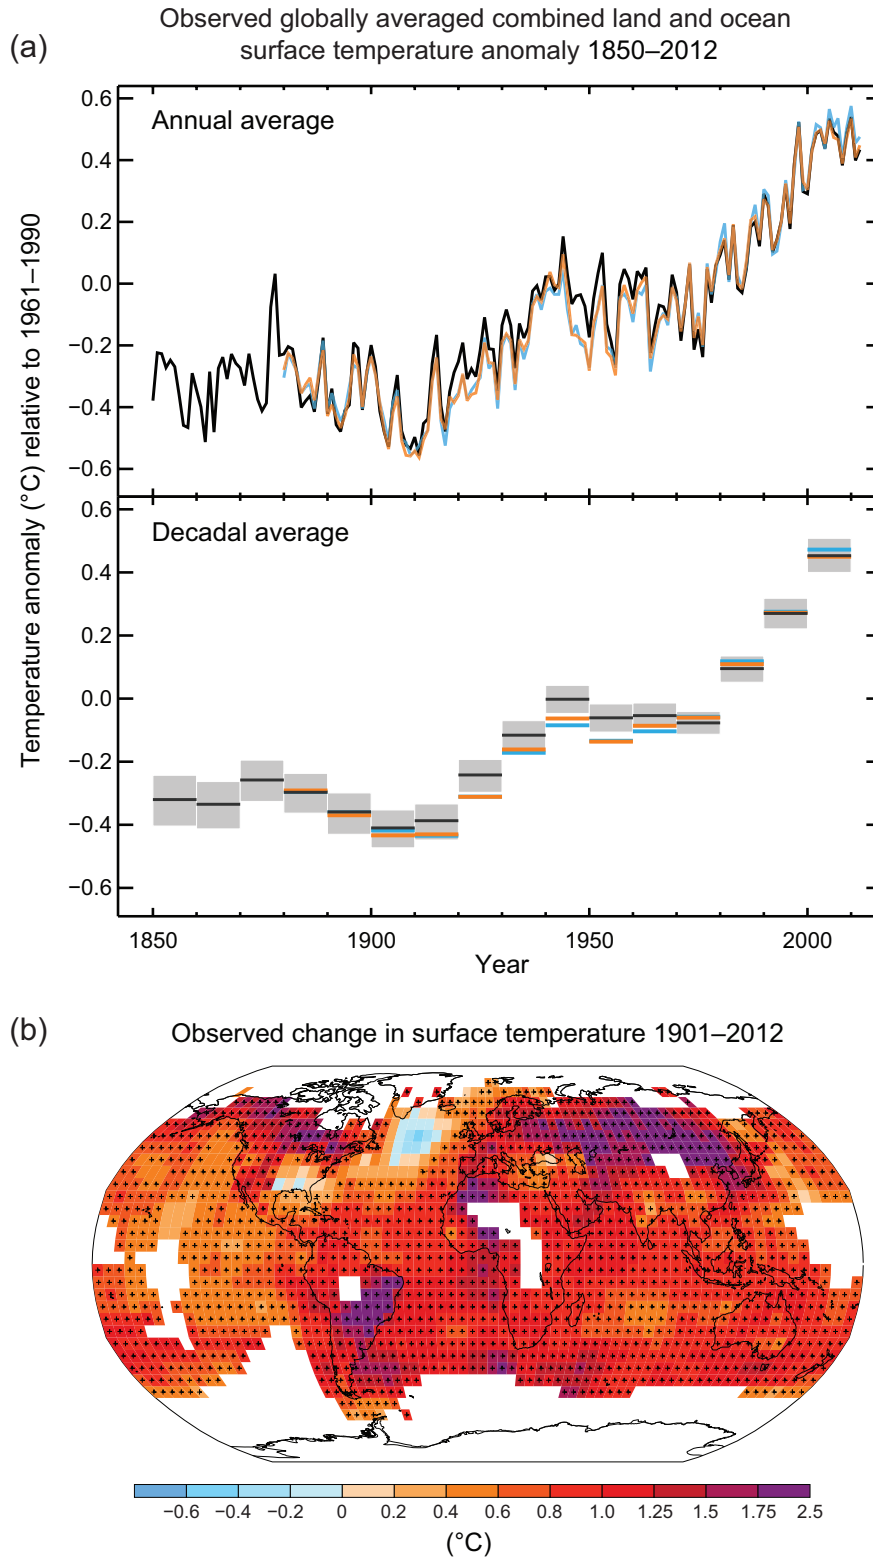 Observed globally averaged combined land and ocean
surface temperature anomaly 1850–2012
(a)
Temperature anomaly (°C) relative to 1961–1990
Annual average
0.6
0.4
0.2
0.0
−0.2
−0.4
−0.6
Decadal average
0.6
0.4
0.2
0.0
−0.2
−0.4
−0.6
1850 1900 1950 2000
Year
(b)
Observed change in surface temperature 1901–2012
−0.6 −0.4 −0.2 0 0.2 0.4 0.6 0.8 1.0 1.25 1.5 1.75 2.5
(°C)